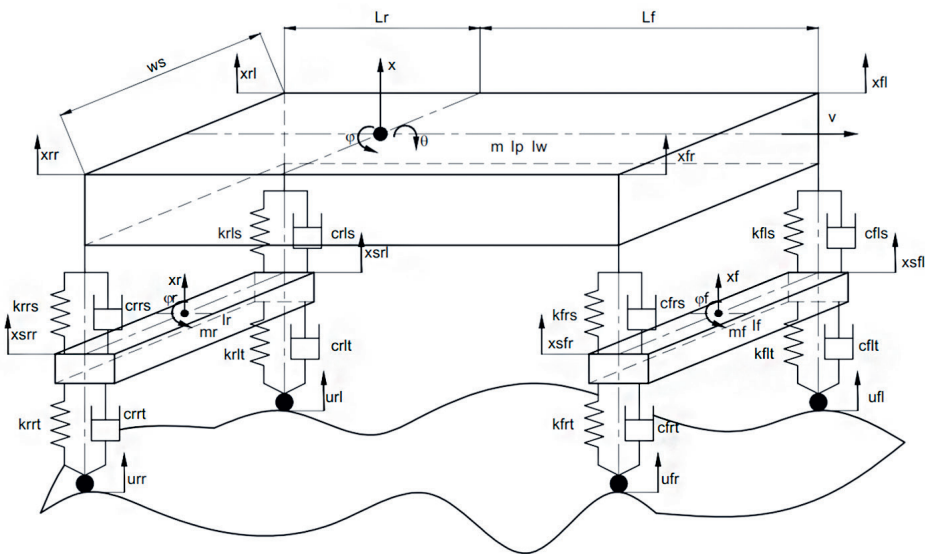 Lr
Lf
ws
xrl
x
xfl
φ
θ
v
xrr
m Ip Iw
xfr
krls
crls
xsrl
kfls
cfls
xsfl
krrs
crrs
xr
φr
mr
Ir
xsrr
kfrs
cfrs
xf
φf
mf
If
xsfr
krlt
crlt
kflt
cflt
url
ufl
krrt
crrt
kfrt
cfrt
urr
ufr